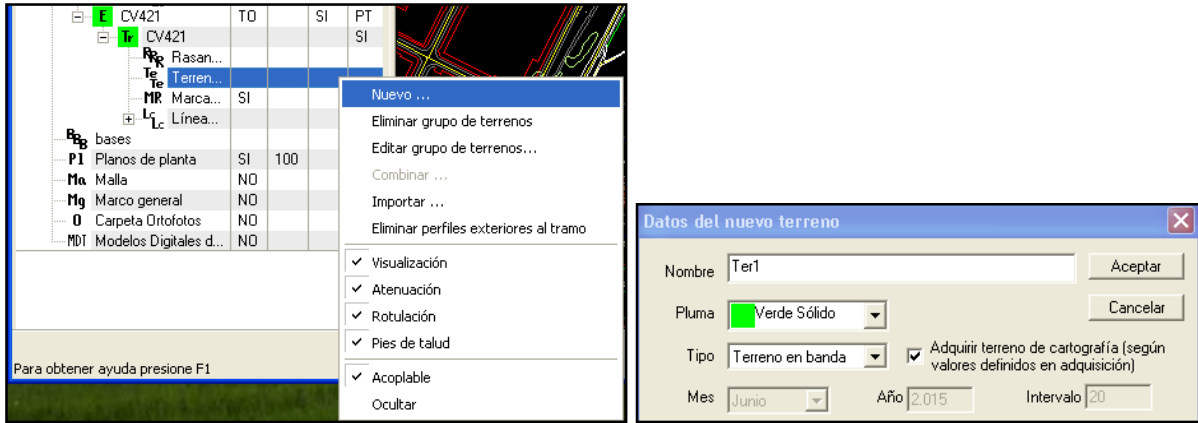 E CV421 TO SI PT
Tr CV421 SI
RRR Rasan...
TeTeTe Terren...
MR Marca... SI
LcLc Línea...
BBB bases
Pl Planos de planta SI 100
Ma Malla NO
Mg Marco general NO
O Carpeta Ortofotos NO
MDT Modelos Digitales d... NO
Para obtener ayuda presione F1
Nuevo ...
Eliminar grupo de terrenos
Editar grupo de terrenos...
Combinar ...
Importar ...
Eliminar perfiles exteriores al tramo
Visualización
Atenuación
Rotulación
Pies de talud
Acoplable
Ocultar
Datos del nuevo terreno
Nombre Ter1 Aceptar
Pluma Verde Sólido Cancelar
Tipo Terreno en banda Adquirir terreno de cartografía (según
valores definidos en adquisición)
Mes Junio Año 2.015 Intervalo 20